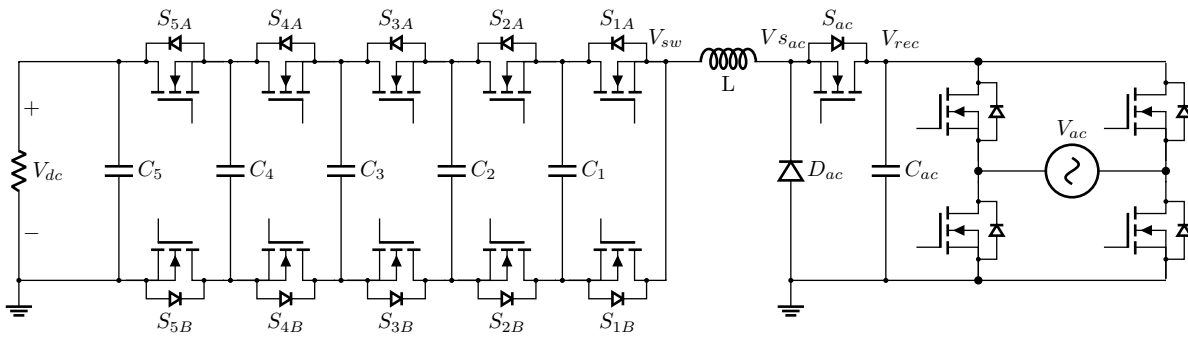 S5A S4A S3A S2A S1A Sac
Vsw Vsac Vrec
L
+
Vdc C5 C4 C3 C2 C1 Dac Cac Vac
−
S5B S4B S3B S2B S1B